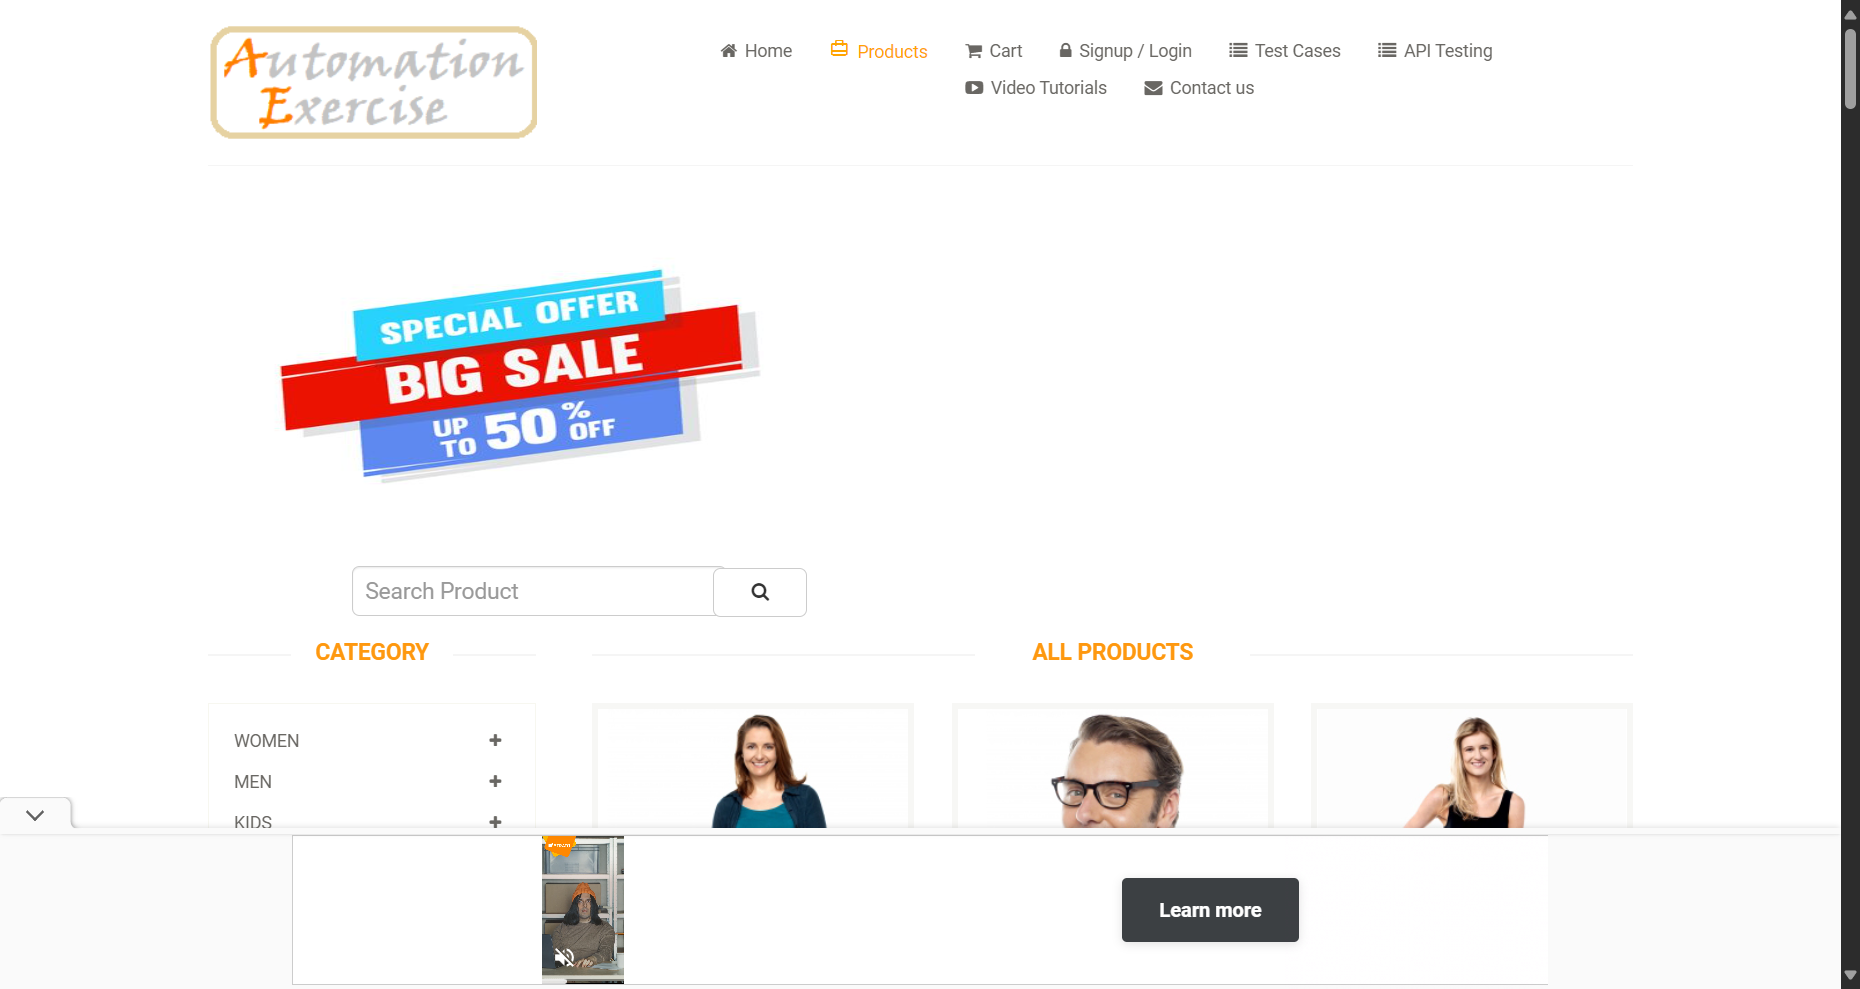 Automation
Exercise
Home
Products
Cart
Signup / Login
Test Cases
API Testing
Video Tutorials
Contact us
SPECIAL OFFER
BIG SALE
UP TO 50% OFF
Search Product
CATEGORY
ALL PRODUCTS
WOMEN
MEN
KIDS
Learn more